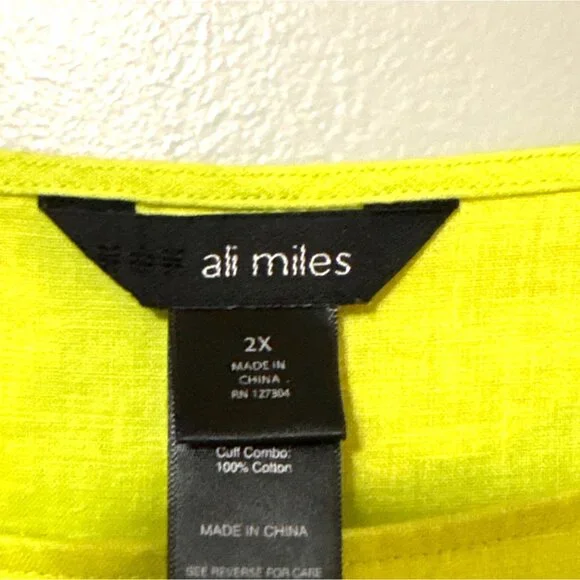 ali miles
2X
MADE IN
CHINA
RN 127304
Cuff Combo:
100% Cotton
MADE IN CHINA
SEE REVERSE FOR CARE